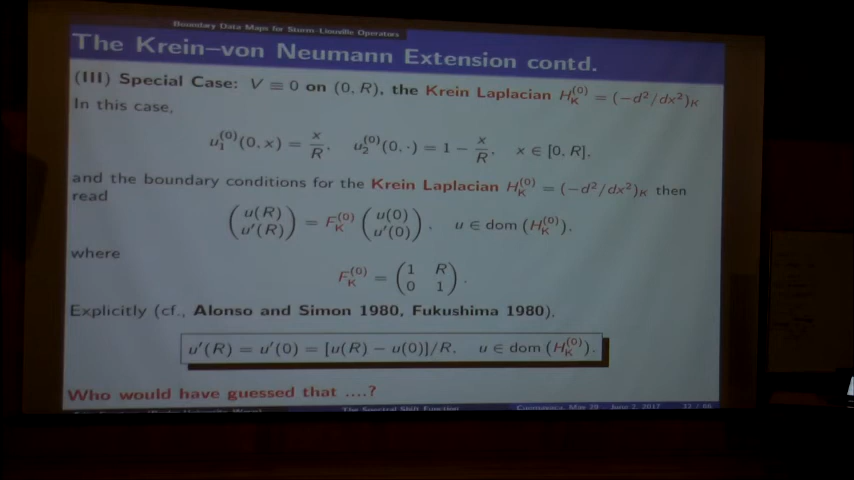 Boundary Data Maps for Sturm–Liouville Operators
The Krein–von Neumann Extension contd.
(III) Special Case: V ≡ 0 on (0, R), the Krein Laplacian H_K^{(0)} = (−d²/dx²)_K
In this case,
u_1^{(0)}(0, x) = x/R, u_2^{(0)}(0, ·) = 1 − x/R, x ∈ [0, R],
and the boundary conditions for the Krein Laplacian H_K^{(0)} = (−d²/dx²)_K then
read
(u(R) u′(R)) = F_K^{(0)} (u(0) u′(0)), u ∈ dom (H_K^{(0)}),
where
F_K^{(0)} = (1 R 0 1).
Explicitly (cf., Alonso and Simon 1980, Fukushima 1980),
u′(R) = u′(0) = [u(R) − u(0)]/R, u ∈ dom (H_K^{(0)}).
Who would have guessed that ....?
The Spectral Shift Function 2017